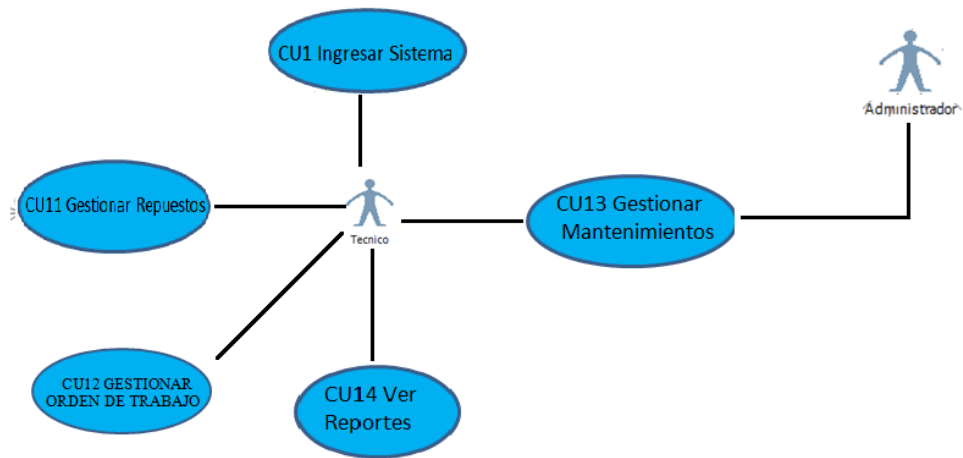 CU1 Ingresar Sistema
Administrador
CU11 Gestionar Repuestos
Tecnico
CU13 Gestionar
Mantenimientos
CU12 GESTIONAR
ORDEN DE TRABAJO
CU14 Ver
Reportes